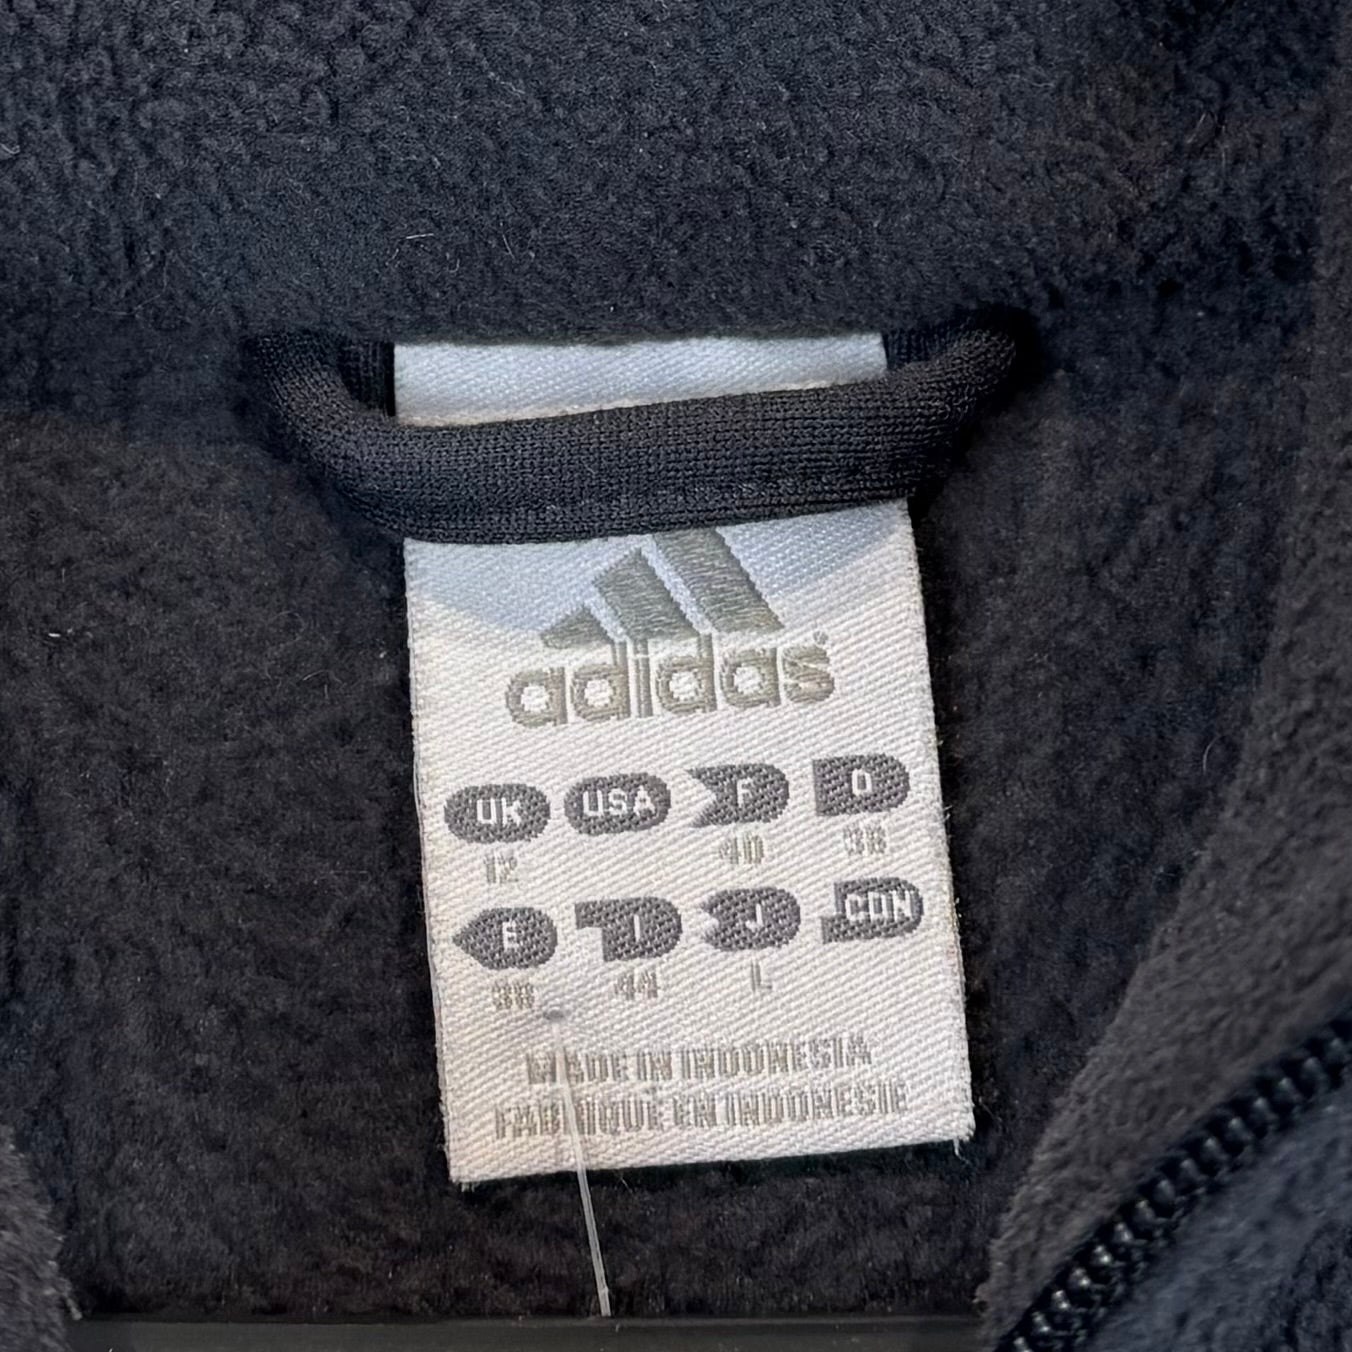 adidas®
UK USA F D
12 40 38
E I J CDN
38 44 L
MADE IN INDONESIA
FABRIQUÉ EN INDONESIE